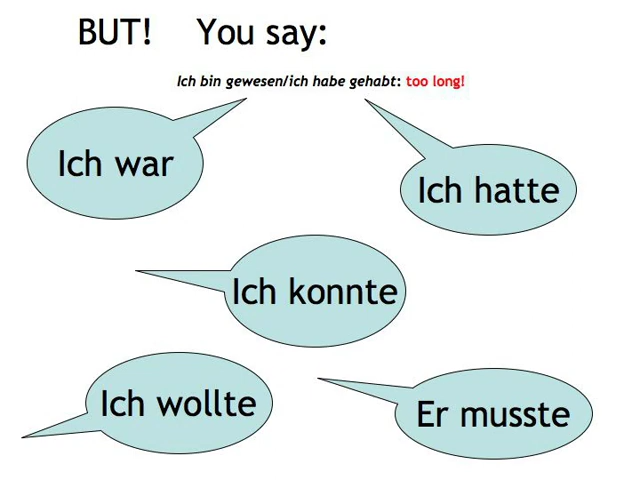 BUT! You say:
Ich bin gewesen/ich habe gehabt: too long!
Ich war
Ich hatte
Ich konnte
Ich wollte
Er musste